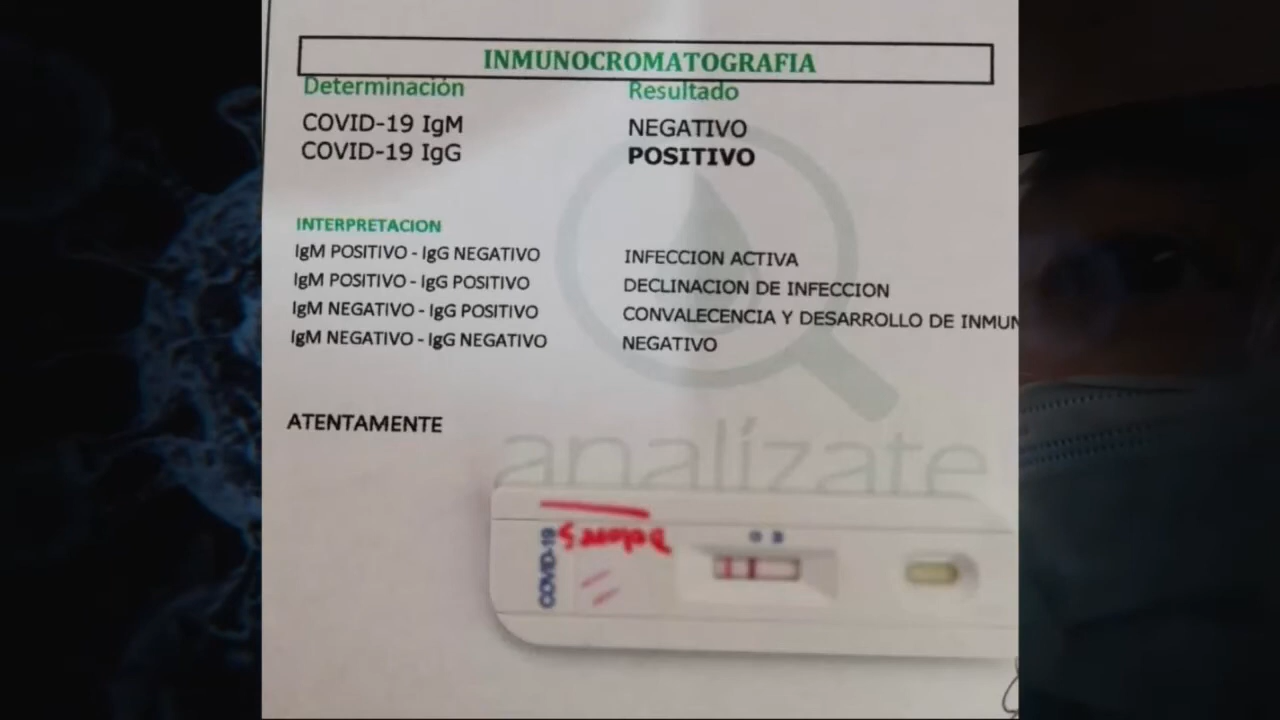 INMUNOCROMATOGRAFIA
Determinación Resultado
COVID-19 IgM NEGATIVO
COVID-19 IgG POSITIVO
INTERPRETACION
IgM POSITIVO - IgG NEGATIVO INFECCION ACTIVA
IgM POSITIVO - IgG POSITIVO DECLINACION DE INFECCION
IgM NEGATIVO - IgG POSITIVO CONVALECENCIA Y DESARROLLO DE INMUN
IgM NEGATIVO - IgG NEGATIVO NEGATIVO
ATENTAMENTE
analízate
COVID-19
Dolores